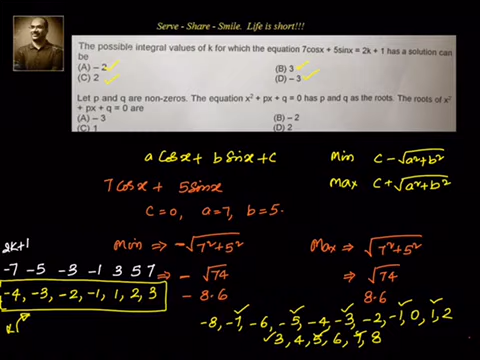 Serve - Share - Smile. Life is short!!!
The possible integral values of k for which the equation 7cosx + 5sinx = 2k + 1 has a solution can
be
(A) – 2 ✓ (B) 3 ✓
(C) 2 ✓ (D) – 3 ✓
Let p and q are non-zeros. The equation x² + px + q = 0 has p and q as the roots. The roots of x²
+ px + q = 0 are
(A) – 3 (B) – 2
(C) 1 (D) 2
a cosx + b sinx + c min c - √a²+b²
max c + √a²+b²
7 cosx + 5 sinx
c = 0, a = 7, b = 5.
2k+1 Min ⇒ - √7²+5² Max ⇒ √7²+5²
-7 -5 -3 -1 3 5 7 ⇒ - √74 ⇒ √74
-4, -3, -2, -1, 1, 2, 3 - 8.6 8.6
-8, -7, -6, -5, -4, -3, -2, -1, 0, 1, 2
3, 4, 5, 6, 7, 8